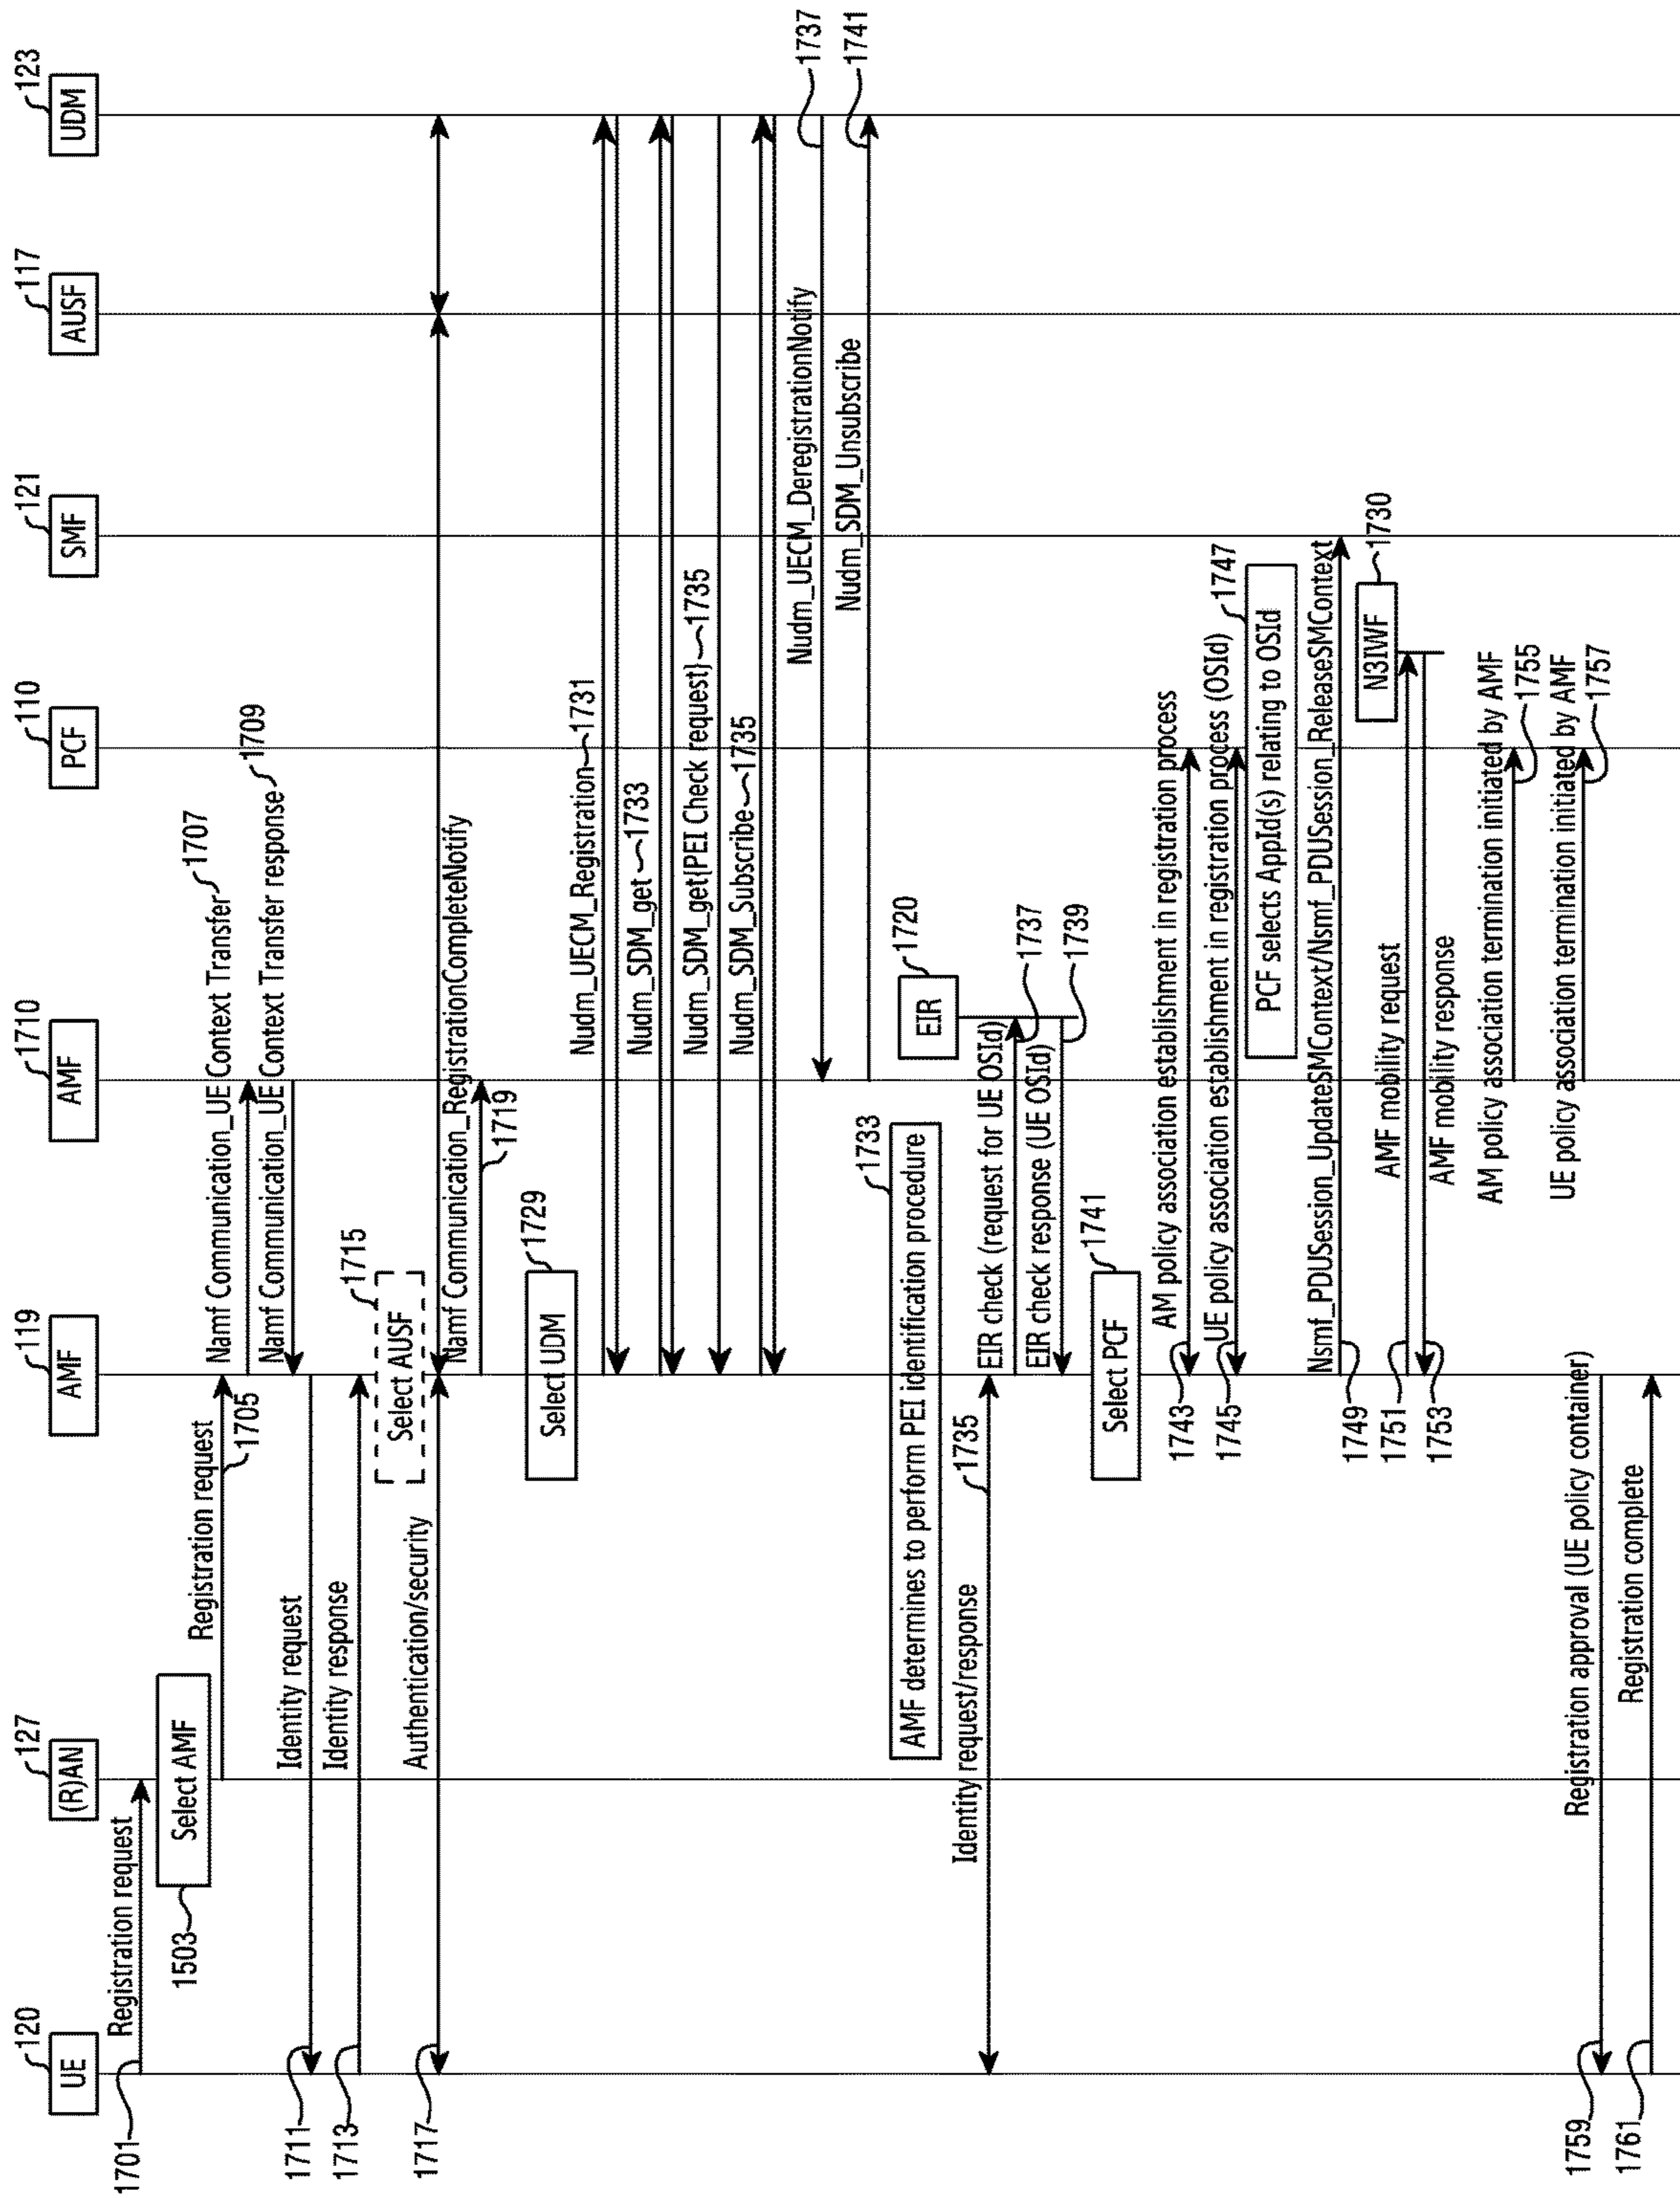 120
UE
127
(R)AN
119
AMF
1710
AMF
110
PCF
121
SMF
117
AUSF
123
UDM
1701
Registration request
1503
Select AMF
Registration request
1705
Namf Communication_UE Context Transfer
1707
Namf Communication_UE Context Transfer response
1709
1711
Identity request
1713
Identity response
1715
Select AUSF
1717
Authentication/security
Namf Communication_RegistrationCompleteNotify
1719
1729
Select UDM
Nudm_UECM_Registration
1731
Nudm_SDM_get
1733
Nudm_SDM_get{PEI Check request}
1735
Nudm_SDM_Subscribe
1735
Nudm_UECM_DeregistrationNotify
1737
Nudm_SDM_Unsubscribe
1741
1733
AMF determines to perform PEI identification procedure
1720
EIR
Identity request/response
1735
EIR check (request for UE OSId)
1737
EIR check response (UE OSId)
1739
1741
Select PCF
1743
AM policy association establishment in registration process
1745
UE policy association establishment in registration process (OSId)
1747
PCF selects AppId(s) relating to OSId
1749
Nsmf_PDUSession_UpdateSMContext/Nsmf_PDUSession_ReleaseSMContext
1730
N3IWF
1751
AMF mobility request
1753
AMF mobility response
AM policy association termination initiated by AMF
1755
UE policy association termination initiated by AMF
1757
1759
Registration approval (UE policy container)
1761
Registration complete